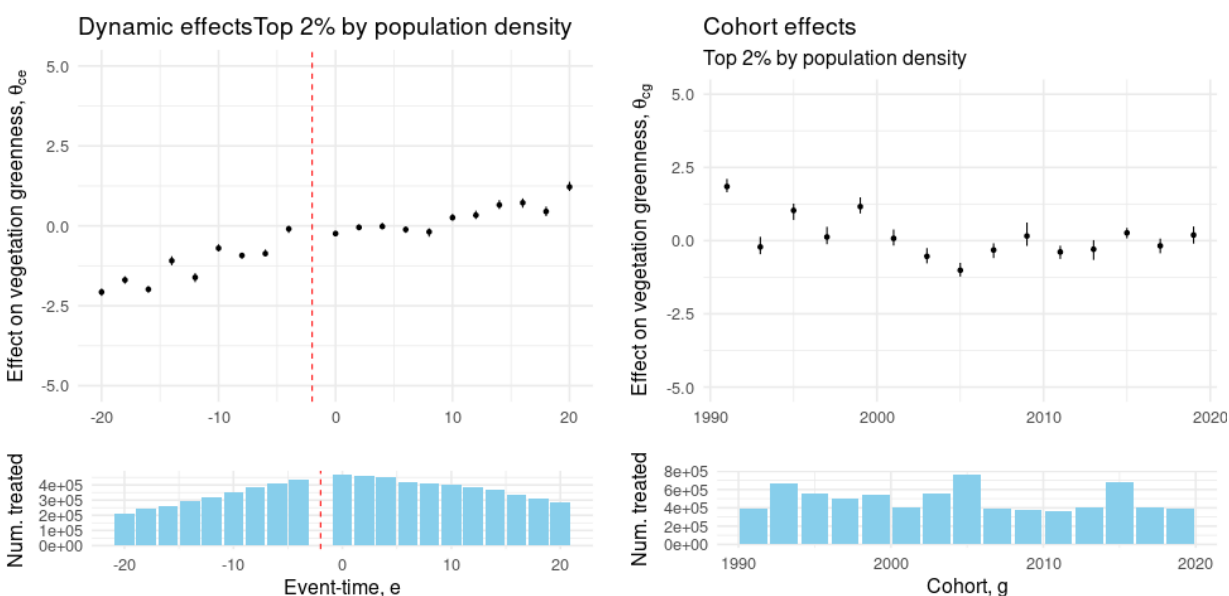 Dynamic effectsTop 2% by population density
Effect on vegetation greenness, θce
5.0
2.5
0.0
-2.5
-5.0
-20
-10
0
10
20
Num. treated
4e+05
3e+05
2e+05
1e+05
0e+00
-20
-10
0
10
20
Event-time, e
Cohort effects
Top 2% by population density
Effect on vegetation greenness, θcg
5.0
2.5
0.0
-2.5
-5.0
1990
2000
2010
2020
Num. treated
8e+05
6e+05
4e+05
2e+05
0e+00
1990
2000
2010
2020
Cohort, g